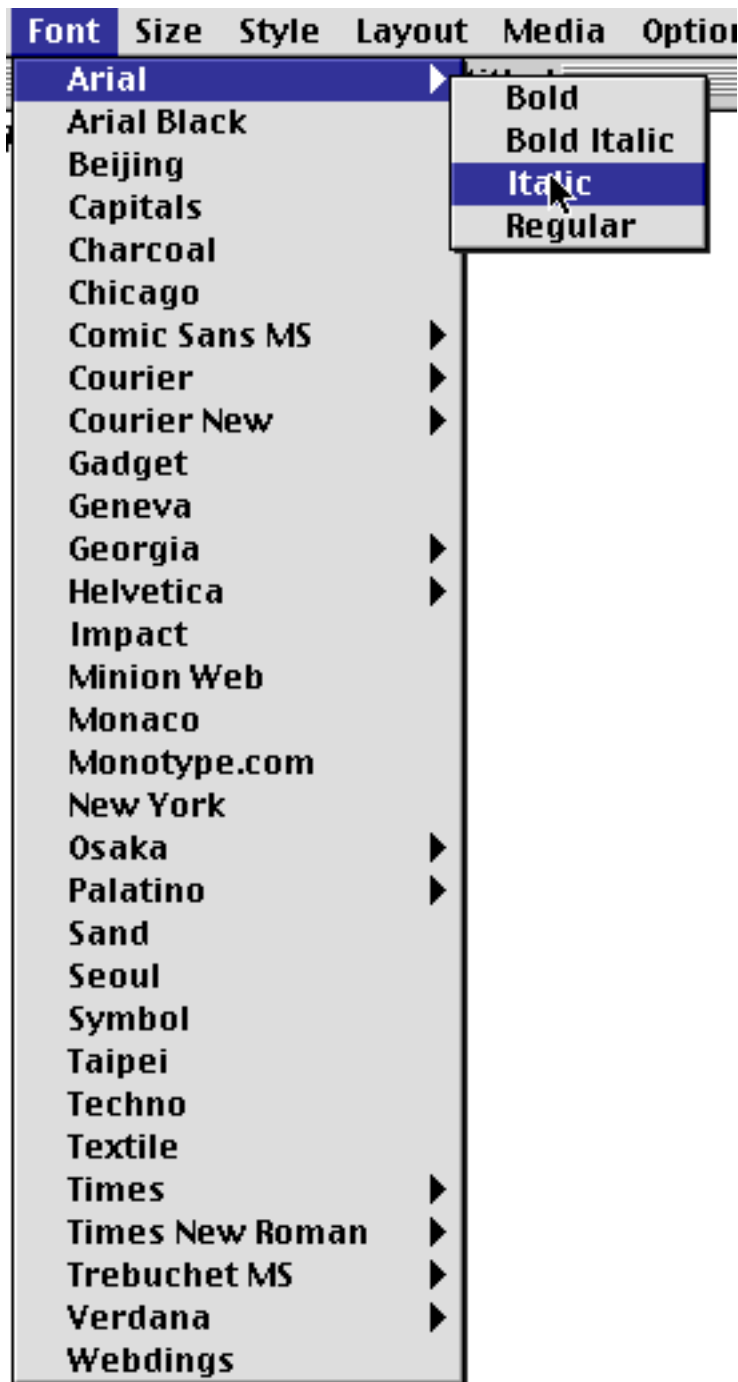 Font Size Style Layout Media
Arial
Bold
Bold Italic
Italic
Regular
Arial Black
Beijing
Capitals
Charcoal
Chicago
Comic Sans MS
Courier
Courier New
Gadget
Geneva
Georgia
Helvetica
Impact
Minion Web
Monaco
Monotype.com
New York
Osaka
Palatino
Sand
Seoul
Symbol
Taipei
Techno
Textile
Times
Times New Roman
Trebuchet MS
Verdana
Webdings